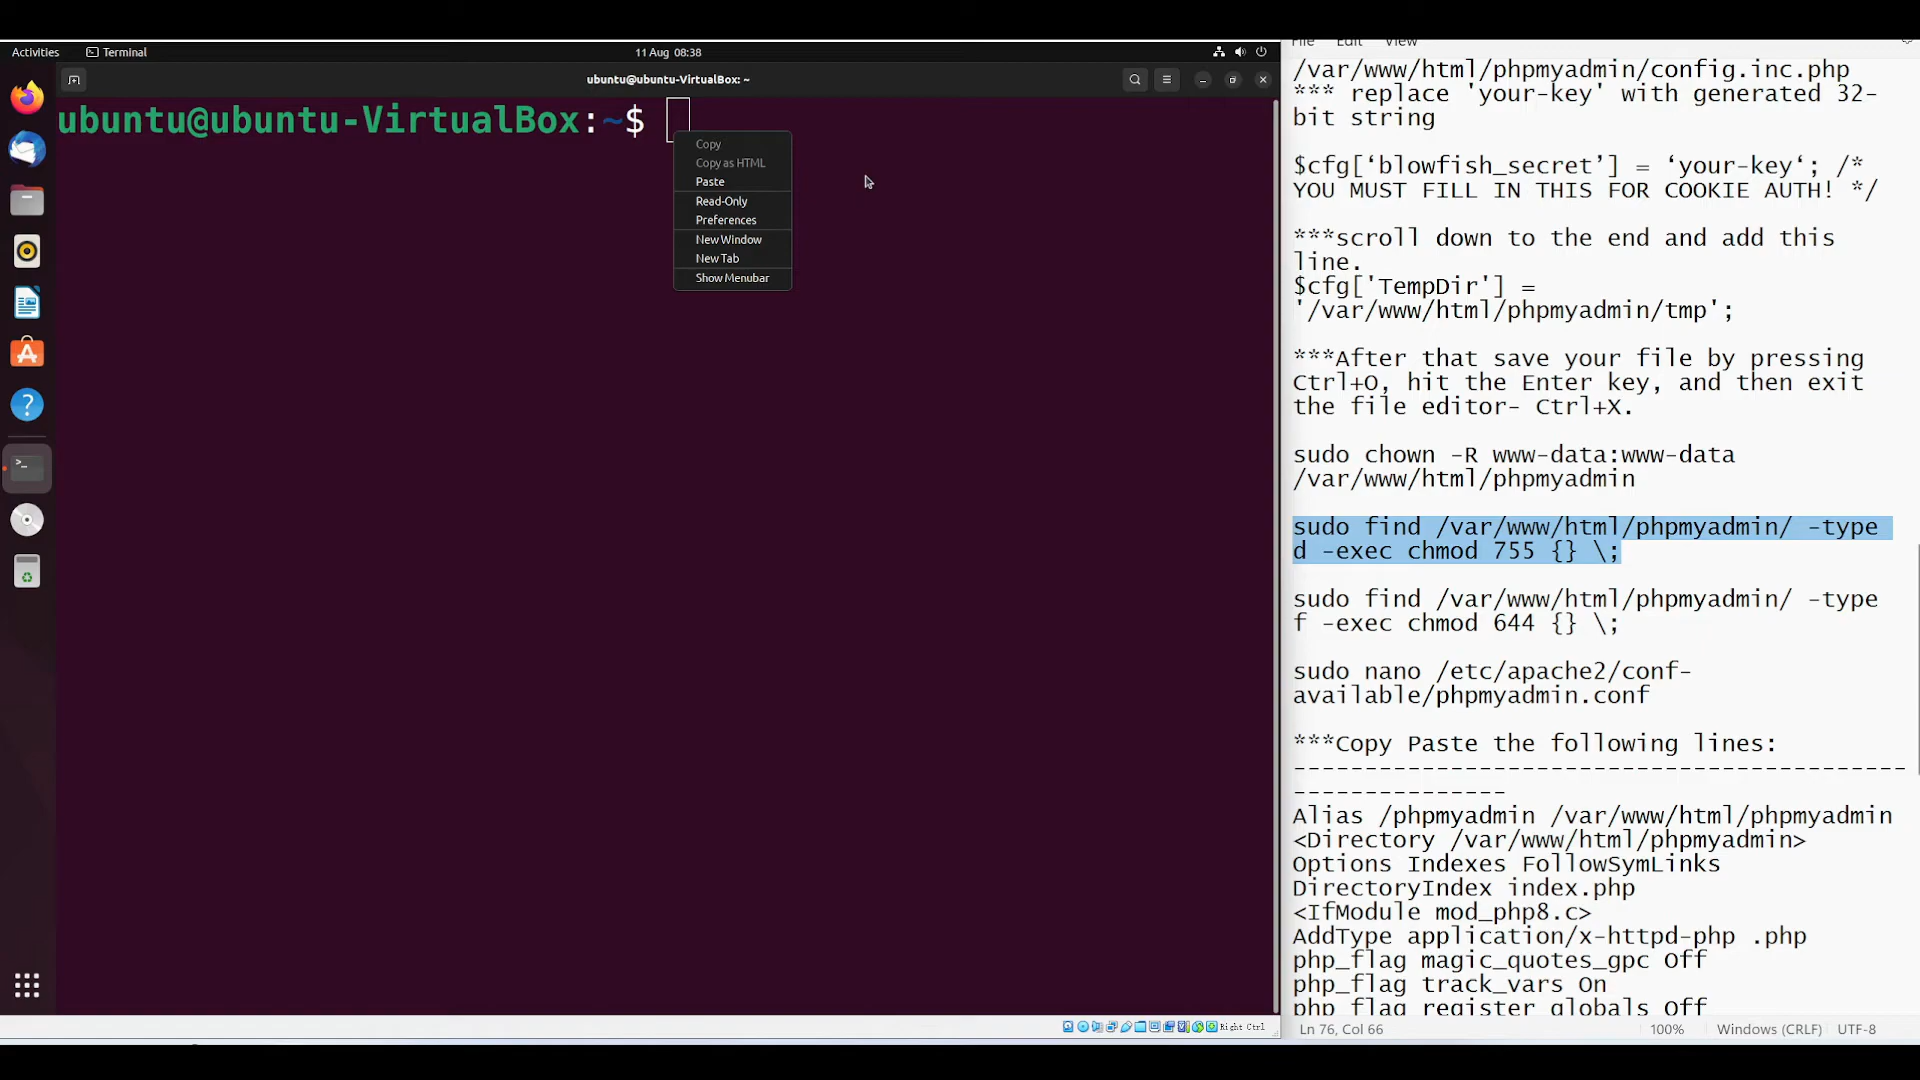 Activities
Terminal
11 Aug 08:38
ubuntu@ubuntu-VirtualBox: ~
ubuntu@ubuntu-VirtualBox:~$
Copy
Copy as HTML
Paste
Read-Only
Preferences
New Window
New Tab
Show Menubar
Right Ctrl
File Edit View
/var/www/html/phpmyadmin/config.inc.php
*** replace 'your-key' with generated 32-
bit string
$cfg[‘blowfish_secret’] = ‘your-key‘; /*
YOU MUST FILL IN THIS FOR COOKIE AUTH! */
***scroll down to the end and add this
line.
$cfg['TempDir'] =
'/var/www/html/phpmyadmin/tmp';
***After that save your file by pressing
Ctrl+O, hit the Enter key, and then exit
the file editor- Ctrl+X.
sudo chown -R www-data:www-data
/var/www/html/phpmyadmin
sudo find /var/www/html/phpmyadmin/ -type
d -exec chmod 755 {} \;
sudo find /var/www/html/phpmyadmin/ -type
f -exec chmod 644 {} \;
sudo nano /etc/apache2/conf-
available/phpmyadmin.conf
***Copy Paste the following lines:
-------------------------------------------
---------------
Alias /phpmyadmin /var/www/html/phpmyadmin
<Directory /var/www/html/phpmyadmin>
Options Indexes FollowSymLinks
DirectoryIndex index.php
<IfModule mod_php8.c>
AddType application/x-httpd-php .php
php_flag magic_quotes_gpc Off
php_flag track_vars On
php_flag register_globals Off
Ln 76, Col 66
100%
Windows (CRLF)
UTF-8